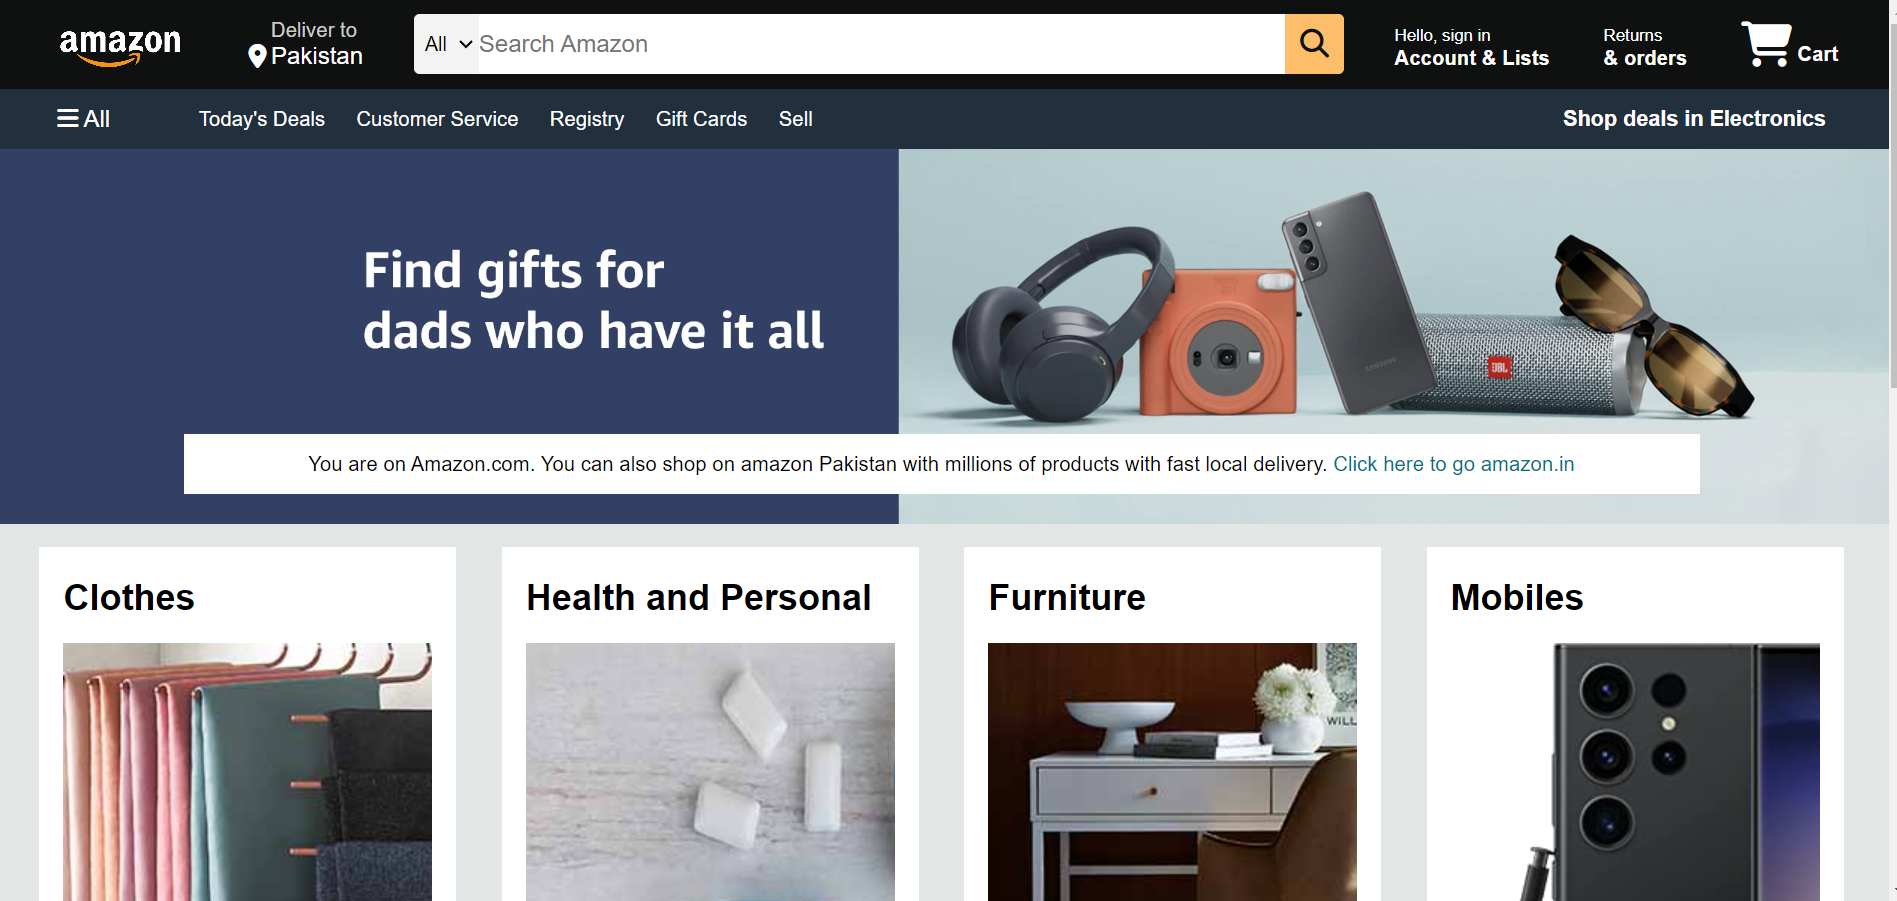 amazon
Deliver to
Pakistan
All
Search Amazon
Hello, sign in
Account & Lists
Returns
& orders
Cart
All
Today's Deals
Customer Service
Registry
Gift Cards
Sell
Shop deals in Electronics
Find gifts for
dads who have it all
SAMSUNG
JBL
You are on Amazon.com. You can also shop on amazon Pakistan with millions of products with fast local delivery. Click here to go amazon.in
Clothes
Health and Personal
Furniture
Mobiles
WILL